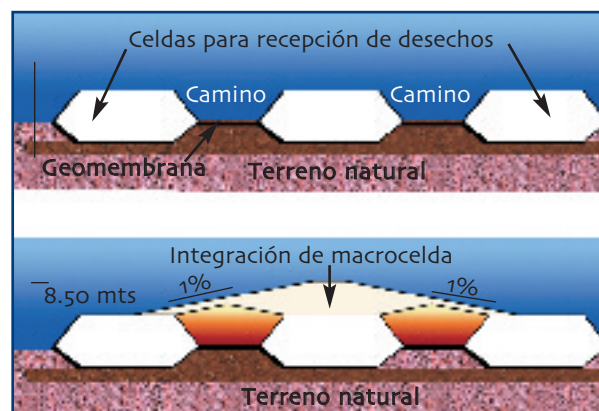 Celdas para recepción de desechos
Camino
Camino
Geomembrana
Terreno natural
Integración de macrocelda
1%
1%
8.50 mts
Terreno natural